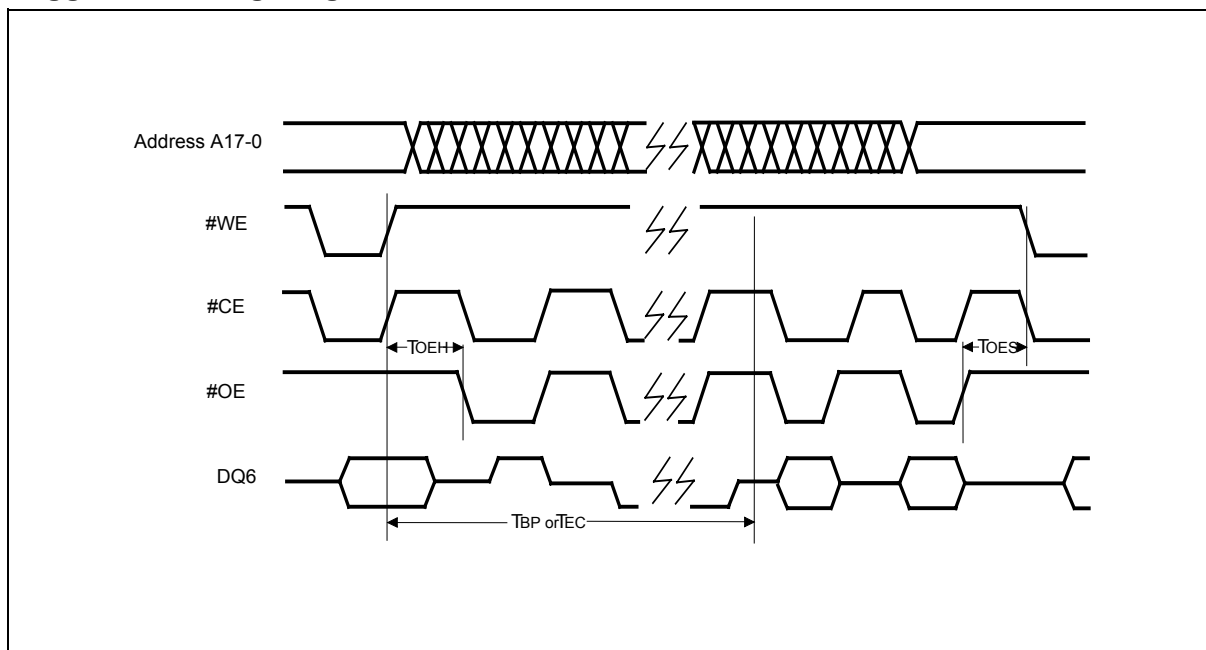 Address A17-0
#WE
#CE
TOEH
TOES
#OE
DQ6
TBP orTEC